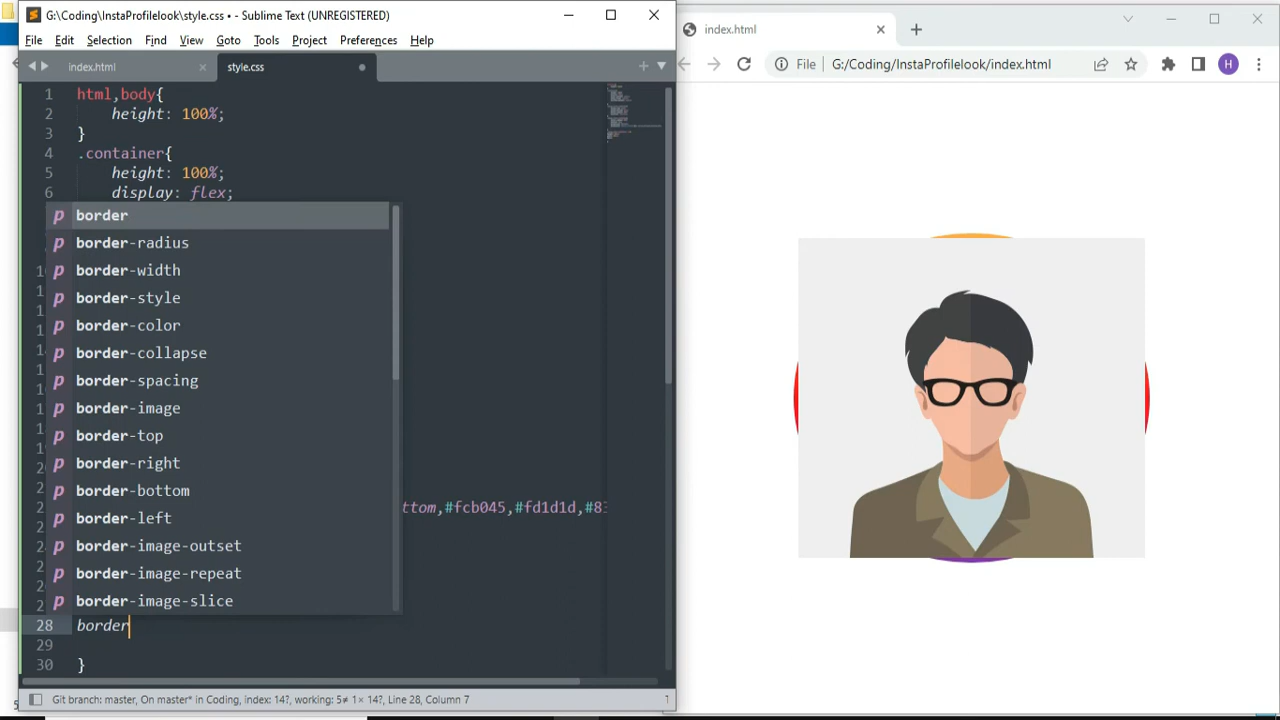 G:\Coding\InstaProfilelook\style.css • - Sublime Text (UNREGISTERED)
File Edit Selection Find View Goto Tools Project Preferences Help
index.html
style.css
1 html,body{
2 height: 100%;
3 }
4 .container{
5 height: 100%;
6 display: flex;
p border
p border-radius
p border-width
p border-style
p border-color
p border-collapse
p border-spacing
p border-image
p border-top
p border-right
p border-bottom
p border-left
p border-image-outset
p border-image-repeat
p border-image-slice
ttom,#fcb045,#fd1d1d,#83
28 border
29
30 }
Git branch: master, On master* in Coding, index: 14?, working: 5≠ 1× 14?, Line 28, Column 7
index.html
File G:/Coding/InstaProfilelook/index.html
H